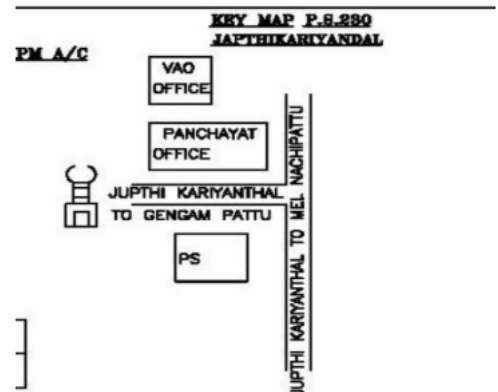 KEY MAP P.S.230
JAPTHIKARIYANDAL
PM A/C
VAO
OFFICE
PANCHAYAT
OFFICE
JUPTHI KARIYANTHAL
TO GENGAM PATTU
PS
JUPTHI KARIYANTHAL TO MEL NACHIPATTU